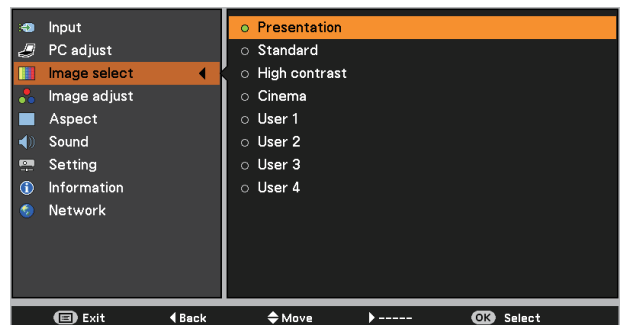 Input
PC adjust
Image select
Image adjust
Aspect
Sound
Setting
Information
Network
Presentation
Standard
High contrast
Cinema
User 1
User 2
User 3
User 4
Exit Back Move ----- OK Select